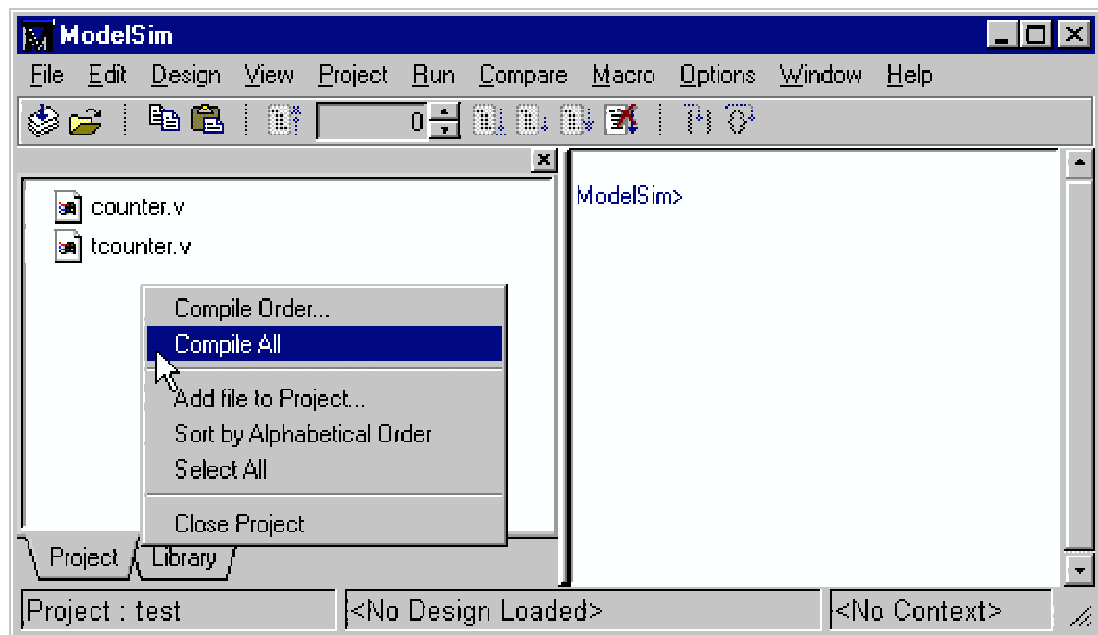 ModelSim
File Edit Design View Project Run Compare Macro Options Window Help
0
counter.v
tcounter.v
ModelSim>
Compile Order...
Compile All
Add file to Project...
Sort by Alphabetical Order
Select All
Close Project
Project Library
Project : test <No Design Loaded> <No Context>